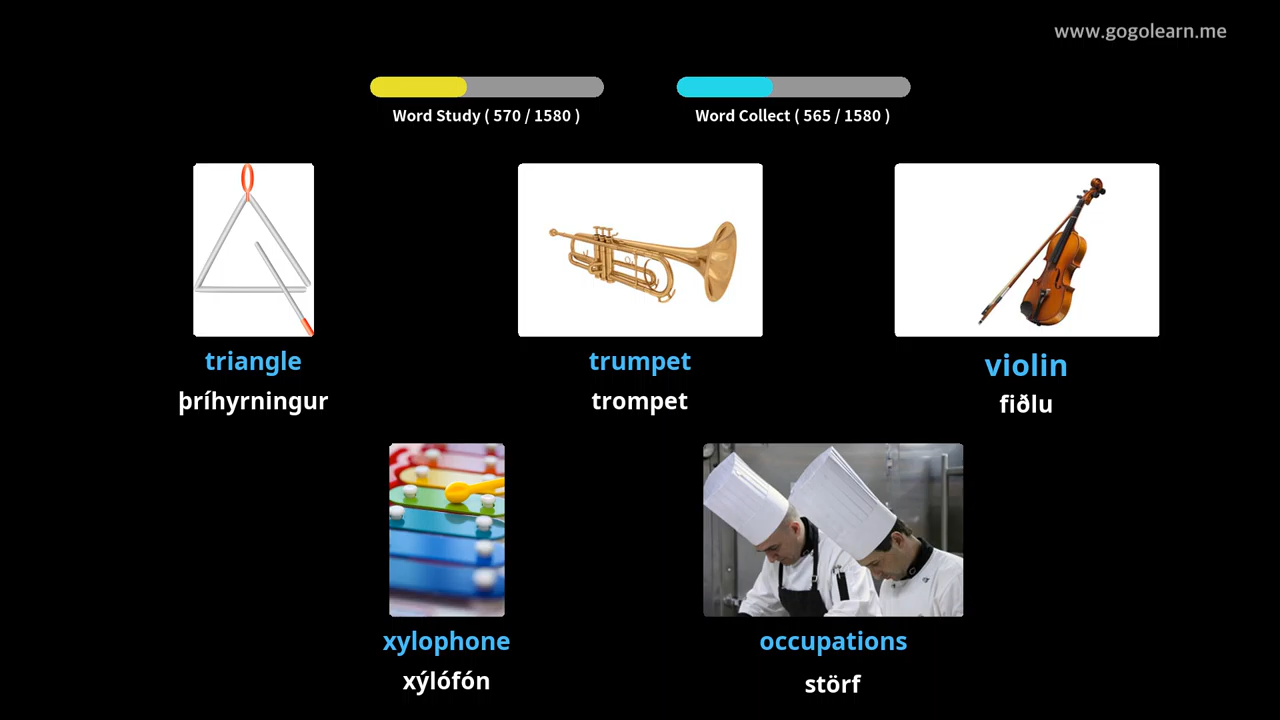 www.gogolearn.me
Word Study ( 570 / 1580 )
Word Collect ( 565 / 1580 )
triangle
þríhyrningur
trumpet
trompet
violin
fiðlu
xylophone
xýlófón
occupations
störf